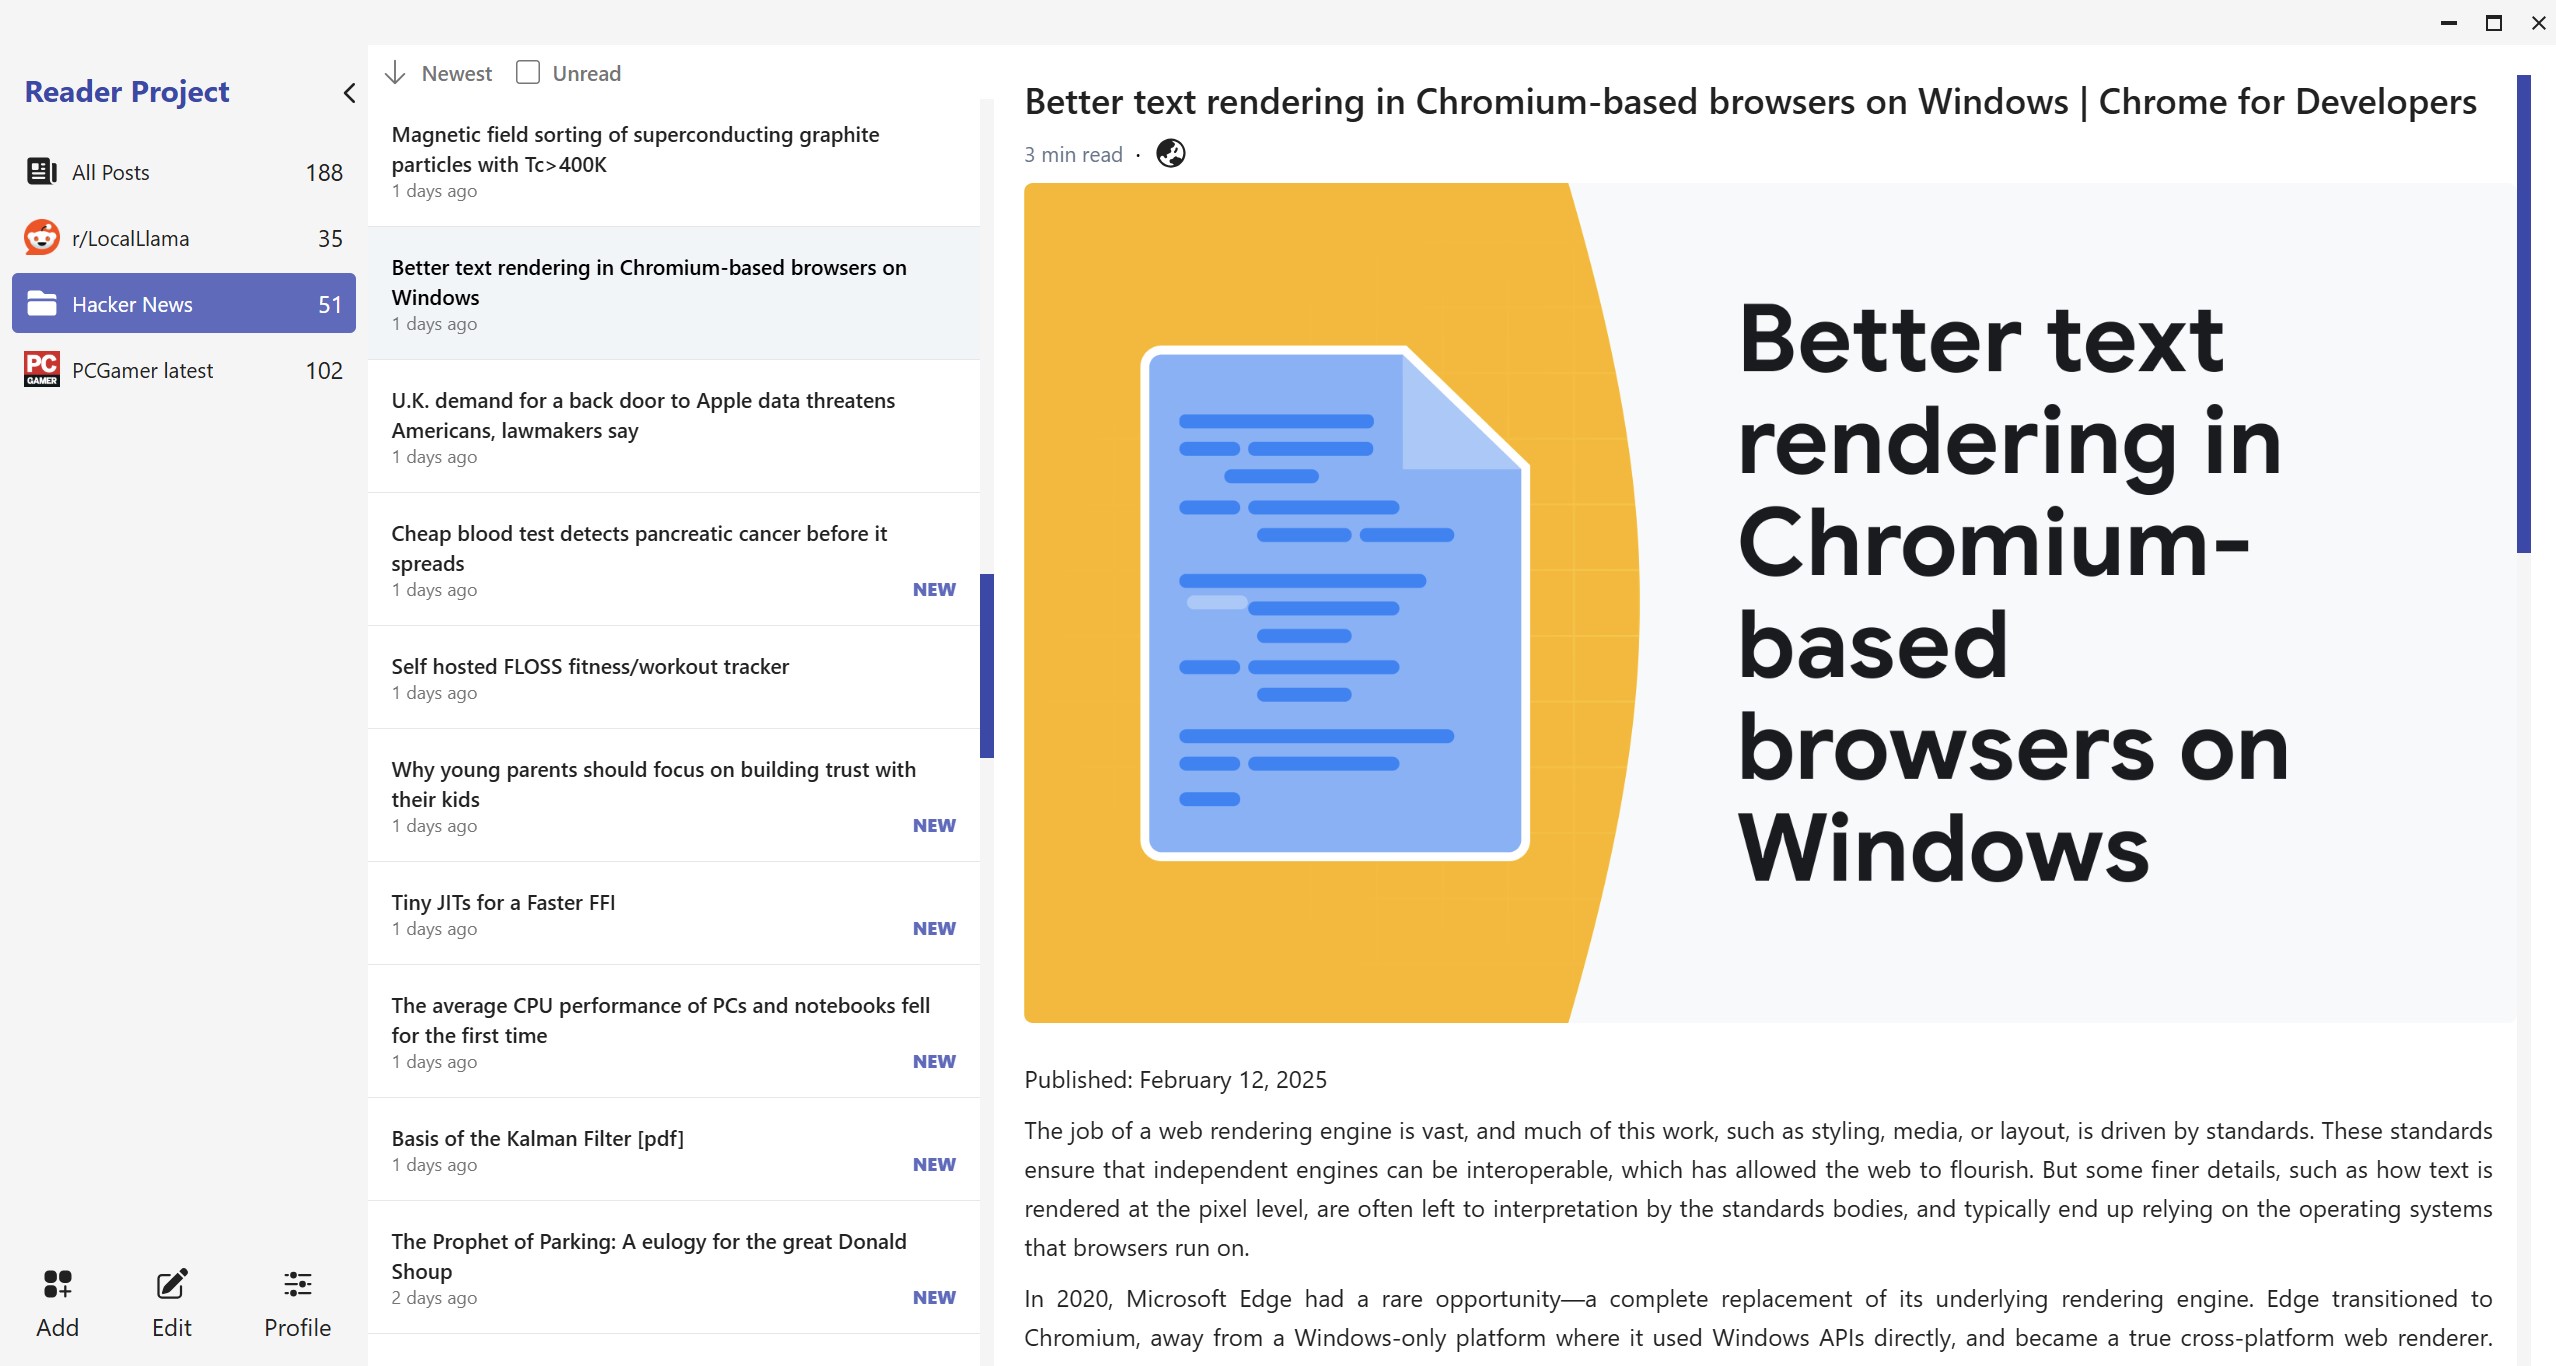 Reader Project
All Posts 188
r/LocalLlama 35
Hacker News 51
PC GAMER PCGamer latest 102
Add Edit Profile
Newest Unread
Magnetic field sorting of superconducting graphite
particles with Tc>400K
1 days ago
Better text rendering in Chromium-based browsers on
Windows
1 days ago
U.K. demand for a back door to Apple data threatens
Americans, lawmakers say
1 days ago
Cheap blood test detects pancreatic cancer before it
spreads
1 days ago NEW
Self hosted FLOSS fitness/workout tracker
1 days ago
Why young parents should focus on building trust with
their kids
1 days ago NEW
Tiny JITs for a Faster FFI
1 days ago NEW
The average CPU performance of PCs and notebooks fell
for the first time
1 days ago NEW
Basis of the Kalman Filter [pdf]
1 days ago NEW
The Prophet of Parking: A eulogy for the great Donald
Shoup
2 days ago NEW
Better text rendering in Chromium-based browsers on Windows | Chrome for Developers
3 min read ·
Better text
rendering in
Chromium-
based
browsers on
Windows
Published: February 12, 2025
The job of a web rendering engine is vast, and much of this work, such as styling, media, or layout, is driven by standards. These standards
ensure that independent engines can be interoperable, which has allowed the web to flourish. But some finer details, such as how text is
rendered at the pixel level, are often left to interpretation by the standards bodies, and typically end up relying on the operating systems
that browsers run on.
In 2020, Microsoft Edge had a rare opportunity—a complete replacement of its underlying rendering engine. Edge transitioned to
Chromium, away from a Windows-only platform where it used Windows APIs directly, and became a true cross-platform web renderer.